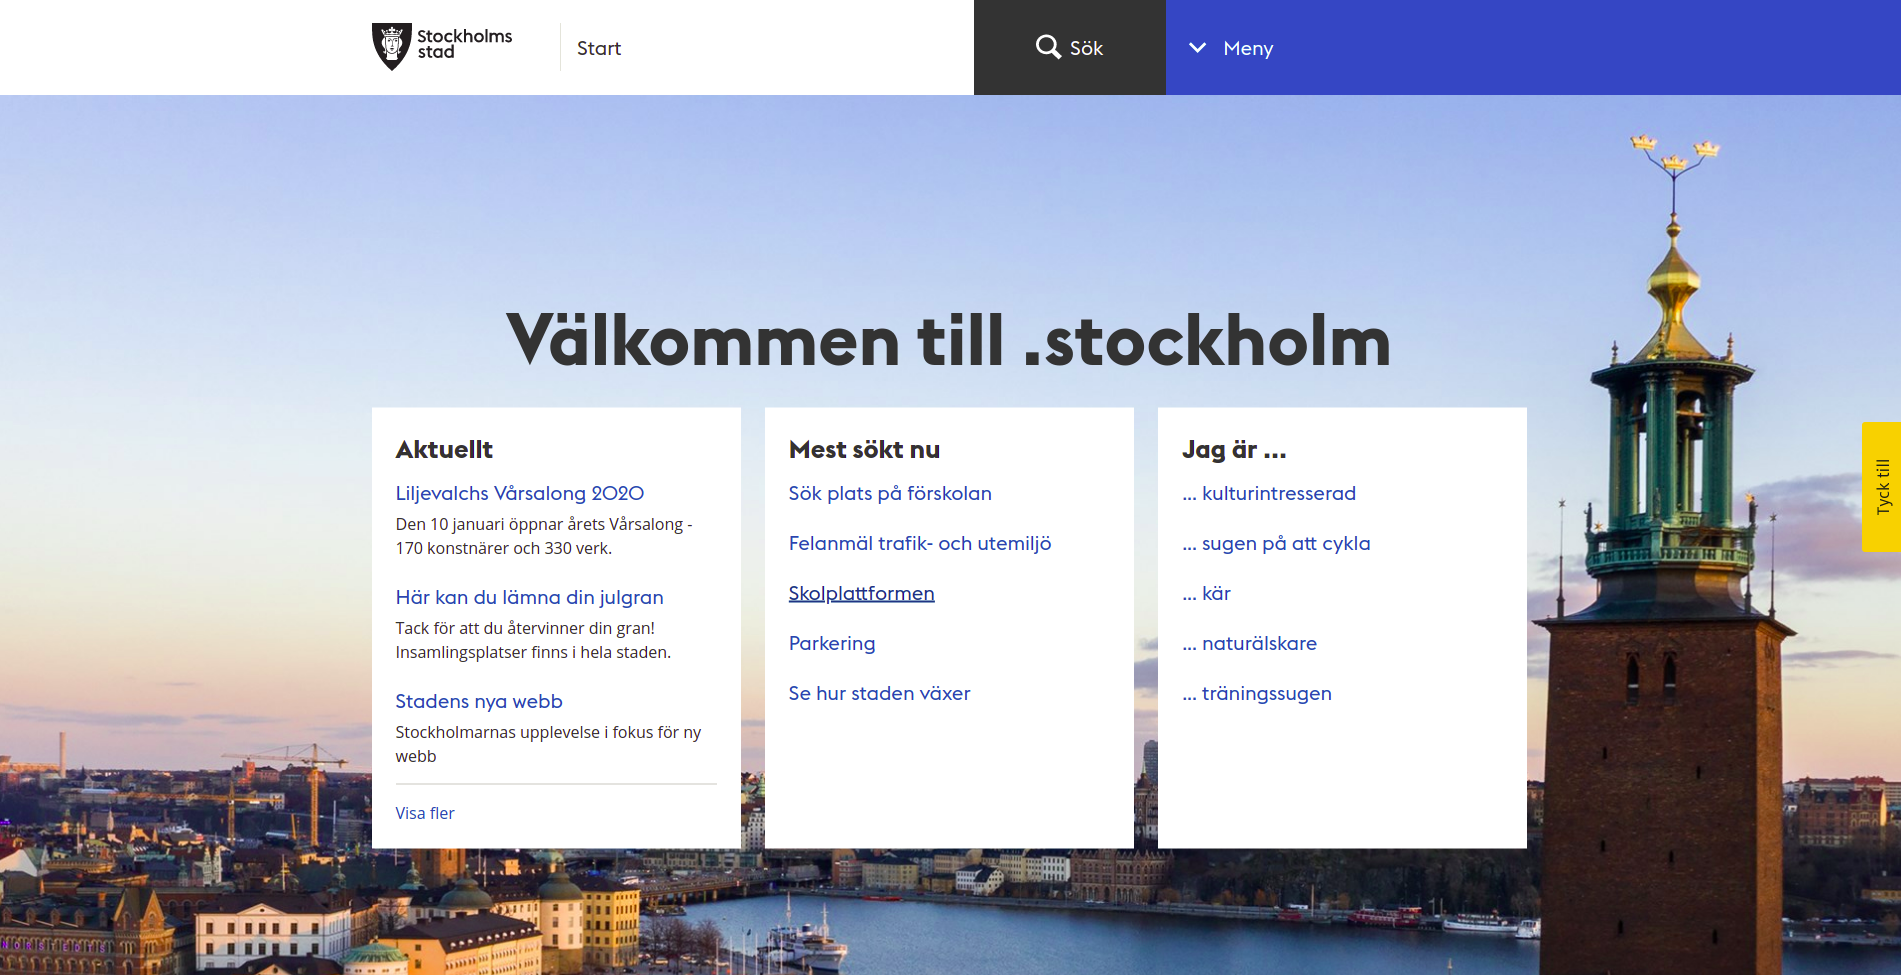 Stockholms
stad
Start
Sök
Meny
Välkommen till .stockholm
Aktuellt
Liljevalchs Vårsalong 2020
Den 10 januari öppnar årets Vårsalong -
170 konstnärer och 330 verk.
Här kan du lämna din julgran
Tack för att du återvinner din gran!
Insamlingsplatser finns i hela staden.
Stadens nya webb
Stockholmarnas upplevelse i fokus för ny
webb
Visa fler
Mest sökt nu
Sök plats på förskolan
Felanmäl trafik- och utemiljö
Skolplattformen
Parkering
Se hur staden växer
Jag är ...
... kulturintresserad
... sugen på att cykla
... kär
... naturälskare
... träningssugen
Tyck till
NORSTEDTS